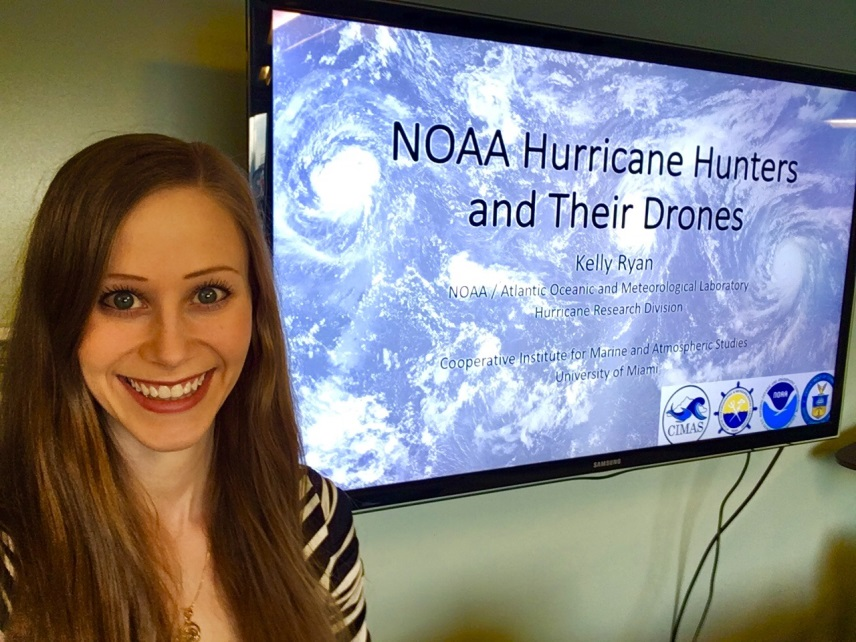 NOAA Hurricane Hunters
and Their Drones
Kelly Ryan
NOAA / Atlantic Oceanic and Meteorological Laboratory
Hurricane Research Division
Cooperative Institute for Marine and Atmospheric Studies
University of Miami
CIMAS
noaa
SAMSUNG